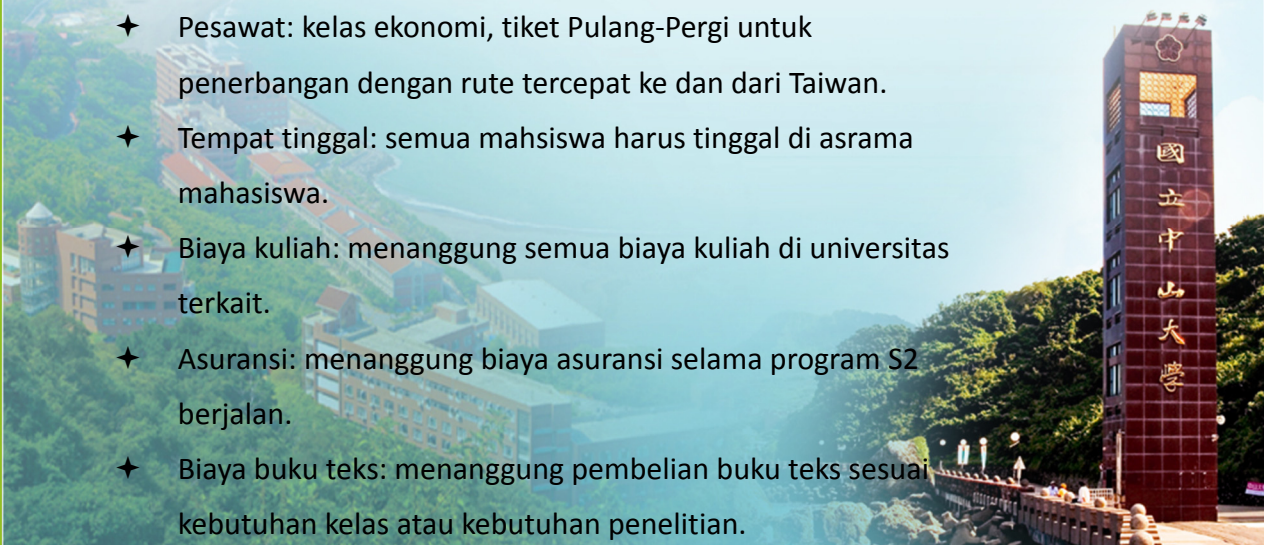 Pesawat: kelas ekonomi, tiket Pulang-Pergi untuk
penerbangan dengan rute tercepat ke dan dari Taiwan.
Tempat tinggal: semua mahsiswa harus tinggal di asrama
mahasiswa.
Biaya kuliah: menanggung semua biaya kuliah di universitas
terkait.
Asuransi: menanggung biaya asuransi selama program S2
berjalan.
Biaya buku teks: menanggung pembelian buku teks sesuai
kebutuhan kelas atau kebutuhan penelitian.
國立中山大學